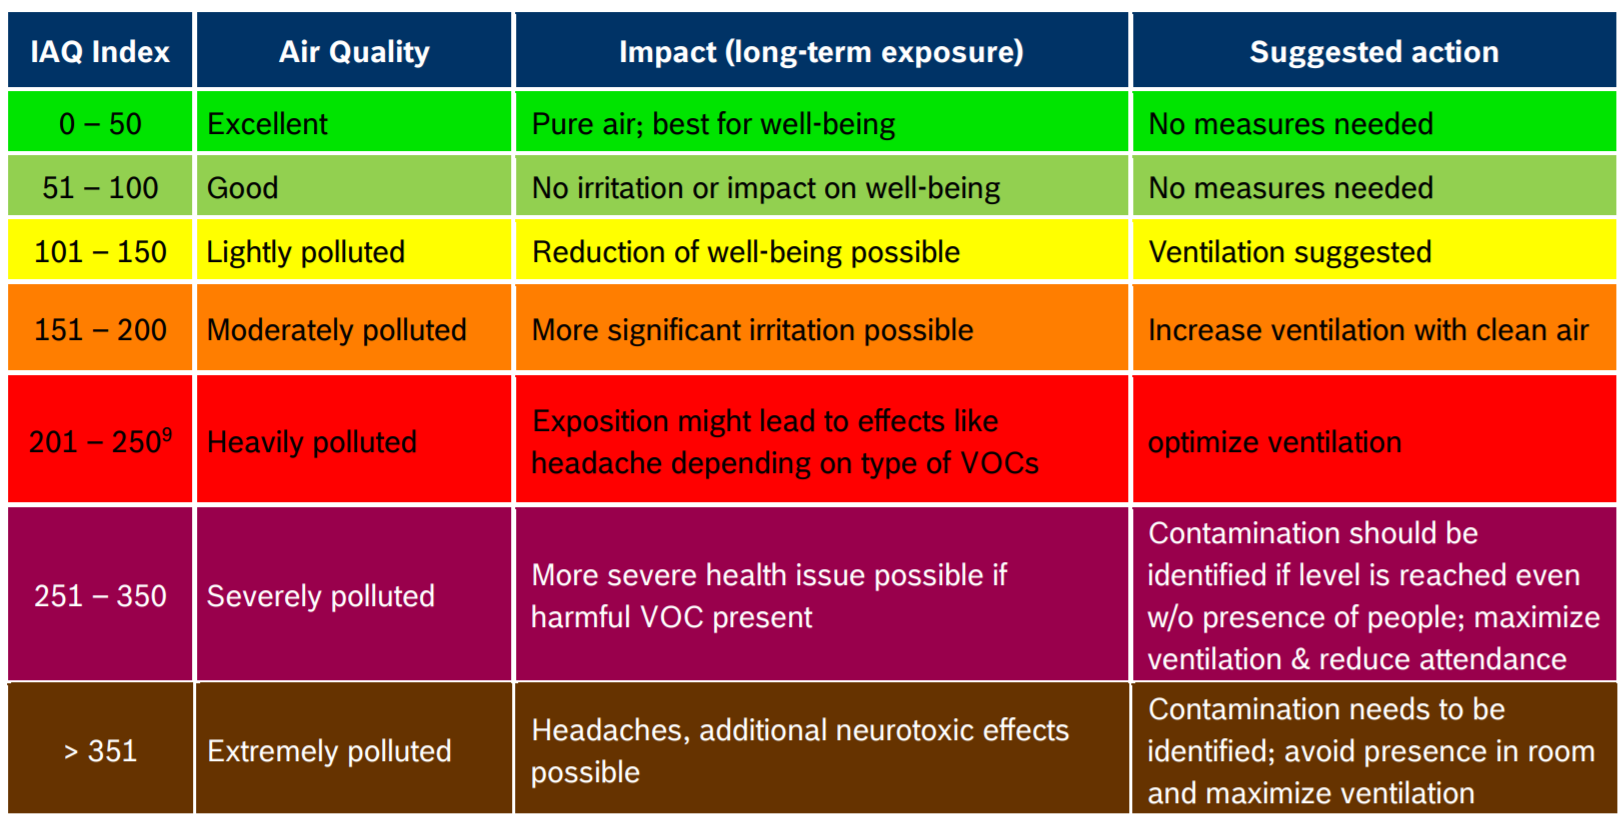 IAQ Index Air Quality Impact (long-term exposure) Suggested action
0 – 50 Excellent Pure air; best for well-being No measures needed
51 – 100 Good No irritation or impact on well-being No measures needed
101 – 150 Lightly polluted Reduction of well-being possible Ventilation suggested
151 – 200 Moderately polluted More significant irritation possible Increase ventilation with clean air
201 – 250⁹ Heavily polluted Exposition might lead to effects like
headache depending on type of VOCs optimize ventilation
251 – 350 Severely polluted More severe health issue possible if
harmful VOC present Contamination should be
identified if level is reached even
w/o presence of people; maximize
ventilation & reduce attendance
> 351 Extremely polluted Headaches, additional neurotoxic effects
possible Contamination needs to be
identified; avoid presence in room
and maximize ventilation